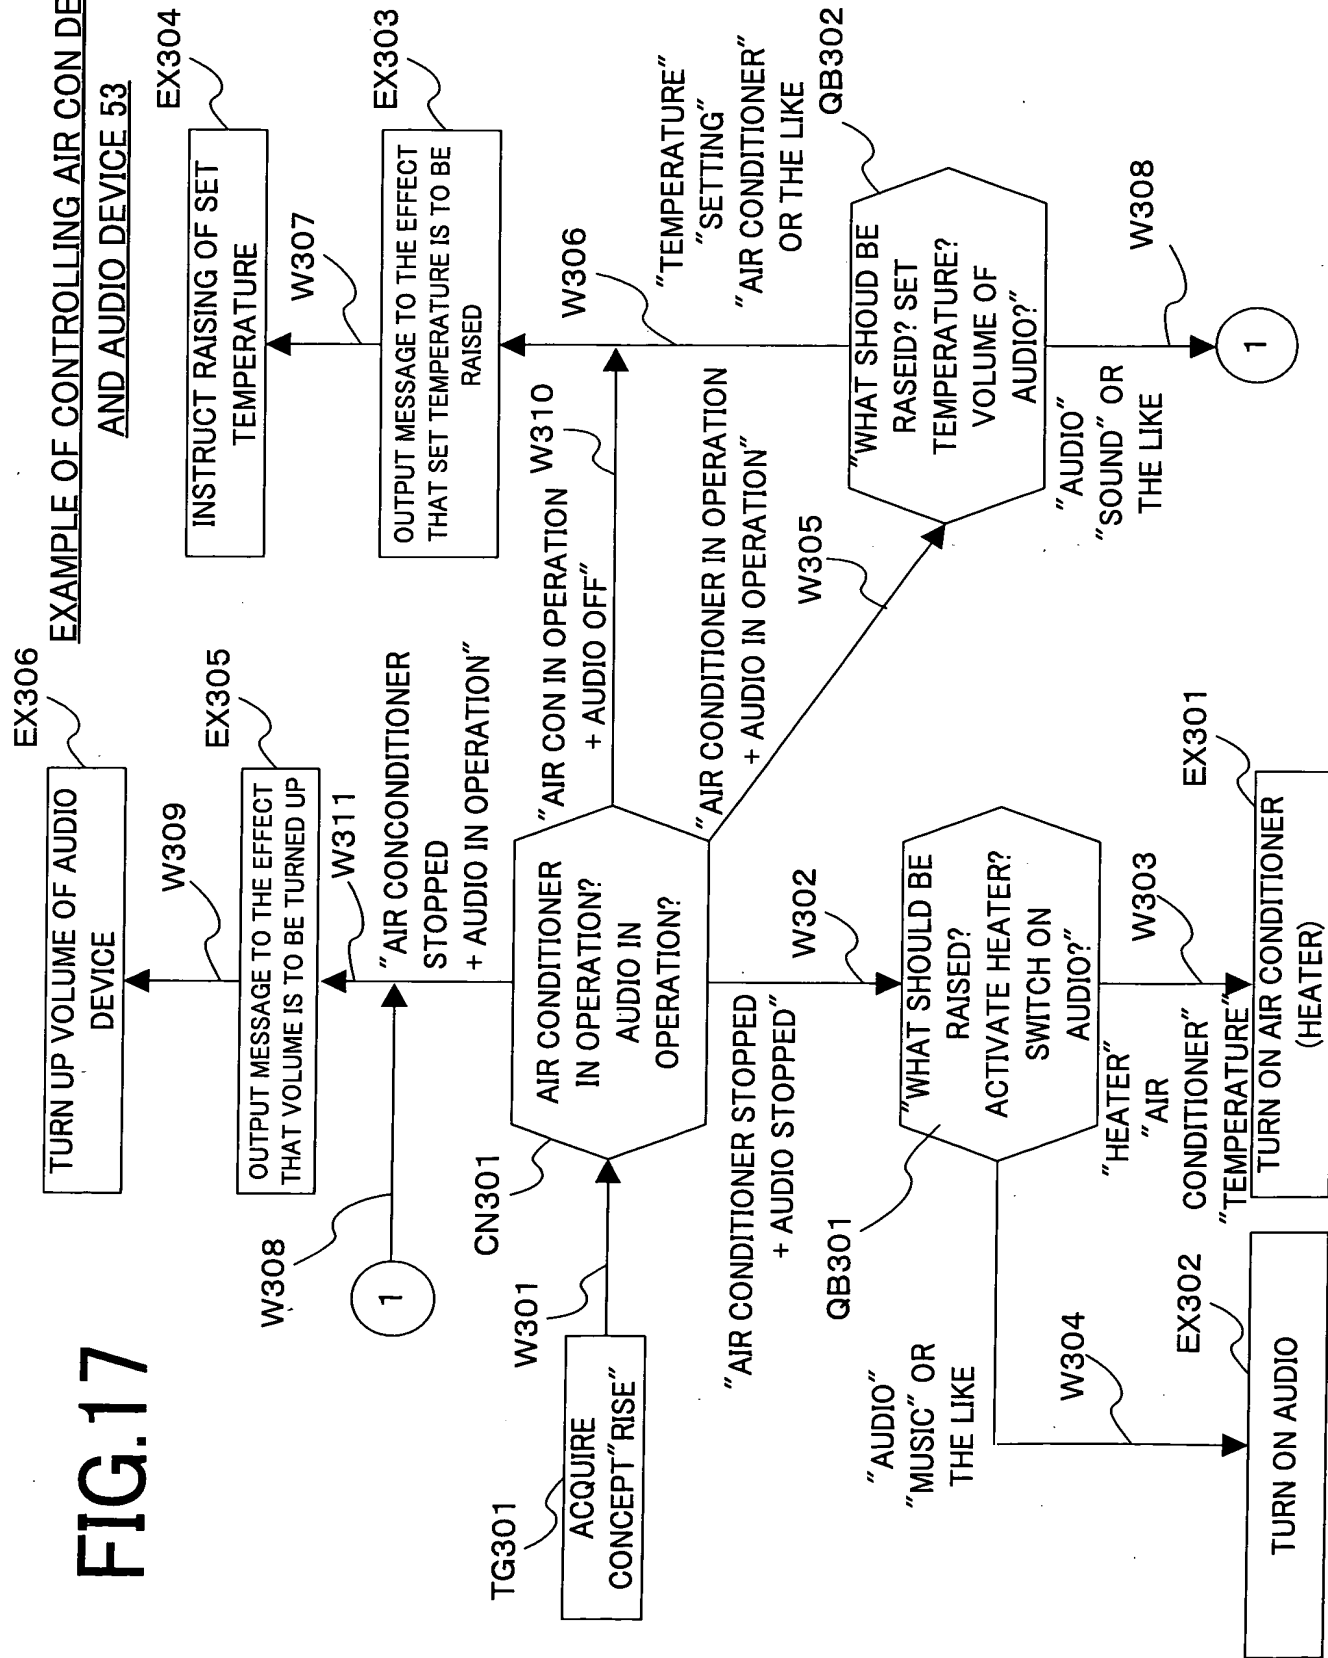 FIG.17
EXAMPLE OF CONTROLLING AIR CON DE
AND AUDIO DEVICE 53
EX306
TURN UP VOLUME OF AUDIO
DEVICE
W309
EX305
OUTPUT MESSAGE TO THE EFFECT
THAT VOLUME IS TO BE TURNED UP
W311
"AIR CONCONDITIONER
STOPPED
+ AUDIO IN OPERATION"
W308
1
EX304
INSTRUCT RAISING OF SET
TEMPERATURE
W307
EX303
OUTPUT MESSAGE TO THE EFFECT
THAT SET TEMPERATURE IS TO BE
RAISED
W306
"TEMPERATURE"
"SETTING"
"AIR CONDITIONER"
OR THE LIKE
W310
"AIR CON IN OPERATION
+ AUDIO OFF"
TG301
ACQUIRE
CONCEPT"RISE"
W301
CN301
AIR CONDITIONER
IN OPERATION?
AUDIO IN
OPERATION?
"AIR CONDITIONER IN OPERATION
+ AUDIO IN OPERATION"
W305
QB302
"WHAT SHOUD BE
RASEID? SET
TEMPERATURE?
VOLUME OF
AUDIO?"
"AUDIO"
"SOUND" OR
THE LIKE
W308
1
"AIR CONDITIONER STOPPED
+ AUDIO STOPPED"
W302
QB301
"WHAT SHOULD BE
RAISED?
ACTIVATE HEATER?
SWITCH ON
AUDIO?"
"AUDIO"
"MUSIC" OR
THE LIKE
W304
EX302
TURN ON AUDIO
"HEATER"
"AIR
CONDITIONER"
"TEMPERATURE"
W303
EX301
TURN ON AIR CONDITIONER
(HEATER)